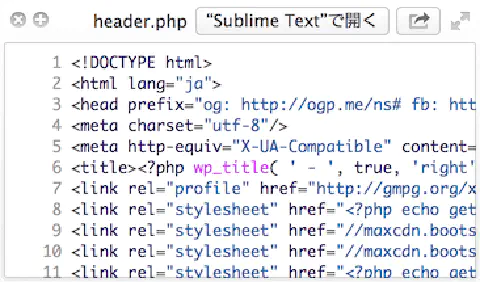 header.php "Sublime Text"で開く
1 <!DOCTYPE html>
2 <html lang="ja">
3 <head prefix="og: http://ogp.me/ns# fb: htt
4 <meta charset="utf-8"/>
5 <meta http-equiv="X-UA-Compatible" content=
6 <title><?php wp_title( ' - ', true, 'right'
7 <link rel="profile" href="http://gmpg.org/x
8 <link rel="stylesheet" href="<?php echo get
9 <link rel="stylesheet" href="//maxcdn.boots
10 <link rel="stylesheet" href="//maxcdn.boots
11 <link rel="stylesheet" href="<?php echo get